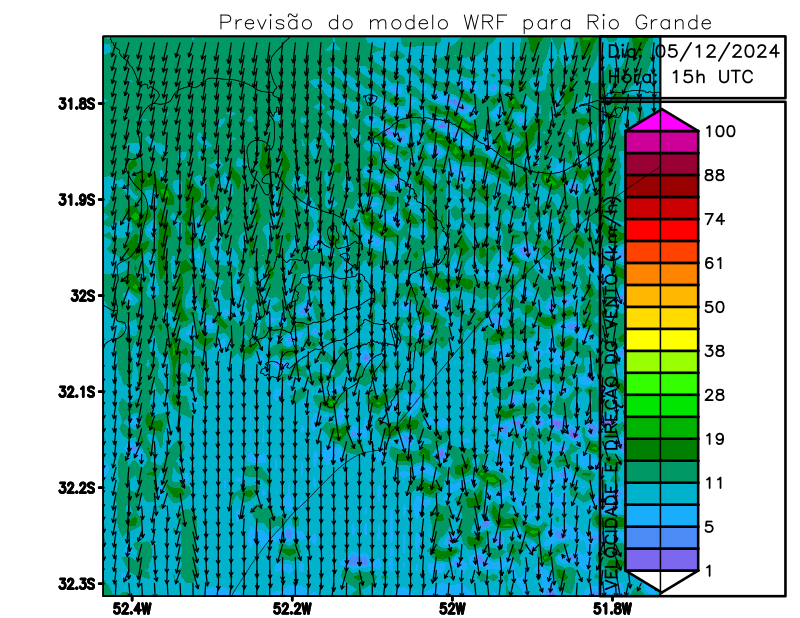 Previsão do modelo WRF para Rio Grande
Dia: 05/12/2024
Hora: 15h UTC
31.8S
31.9S
32S
32.1S
32.2S
32.3S
52.4W
52.2W
52W
51.8W
VELOCIDADE E DIREÇÃO DO VENTO (km/h)
100
88
74
61
50
38
28
19
11
5
1